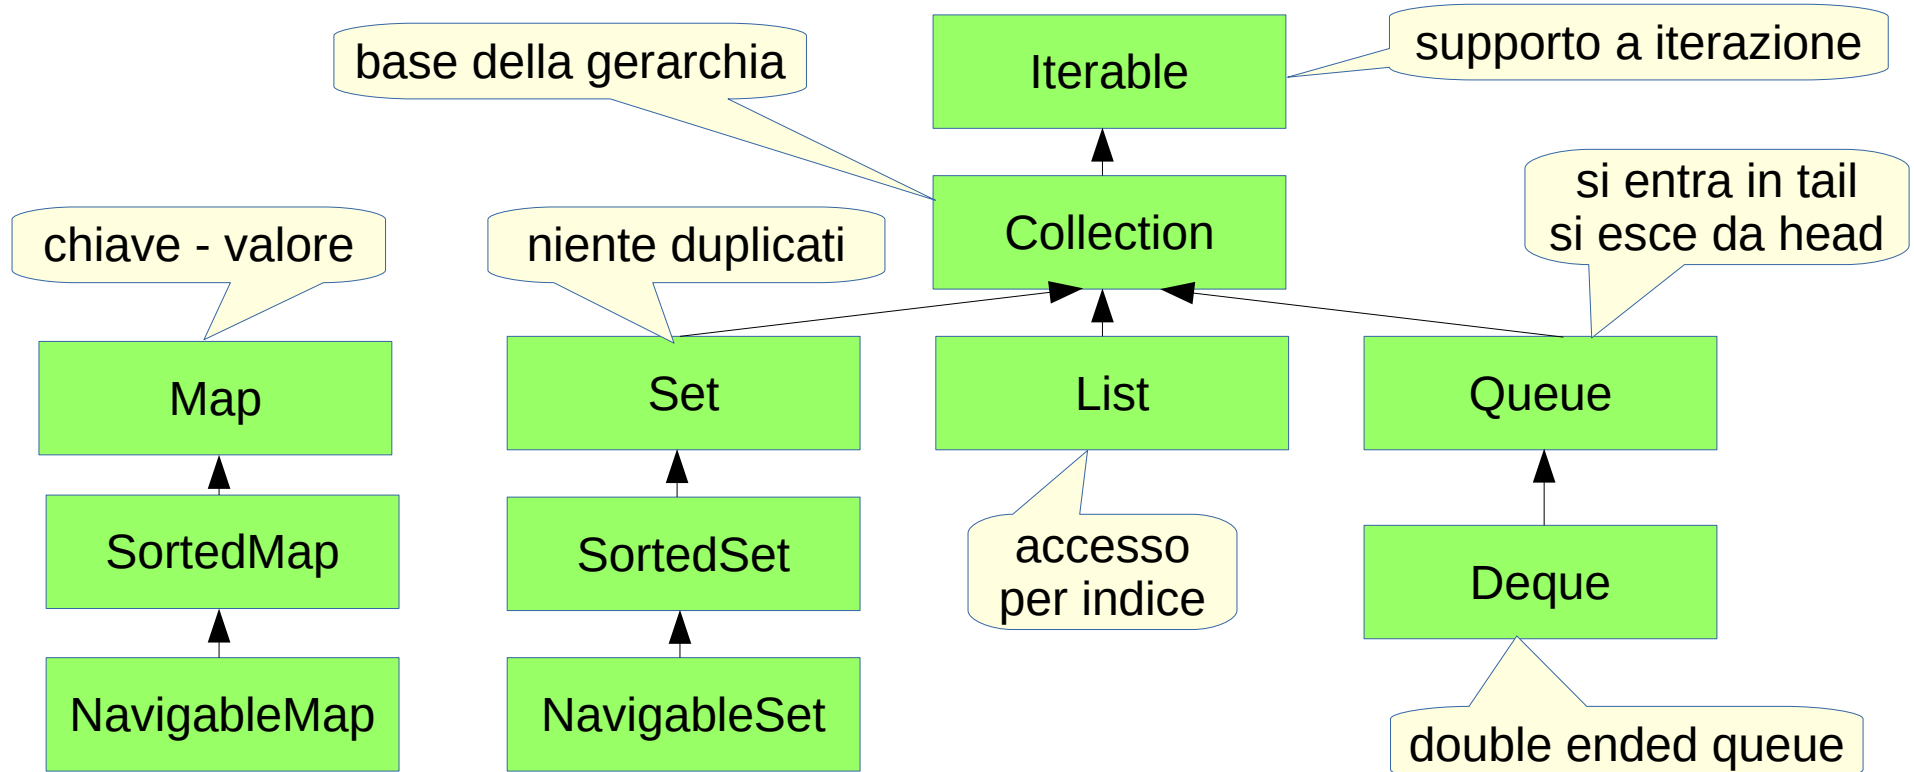 base della gerarchia
Iterable
supporto a iterazione
chiave - valore
niente duplicati
Collection
si entra in tail
si esce da head
Map
Set
List
Queue
SortedMap
SortedSet
accesso
per indice
Deque
NavigableMap
NavigableSet
double ended queue